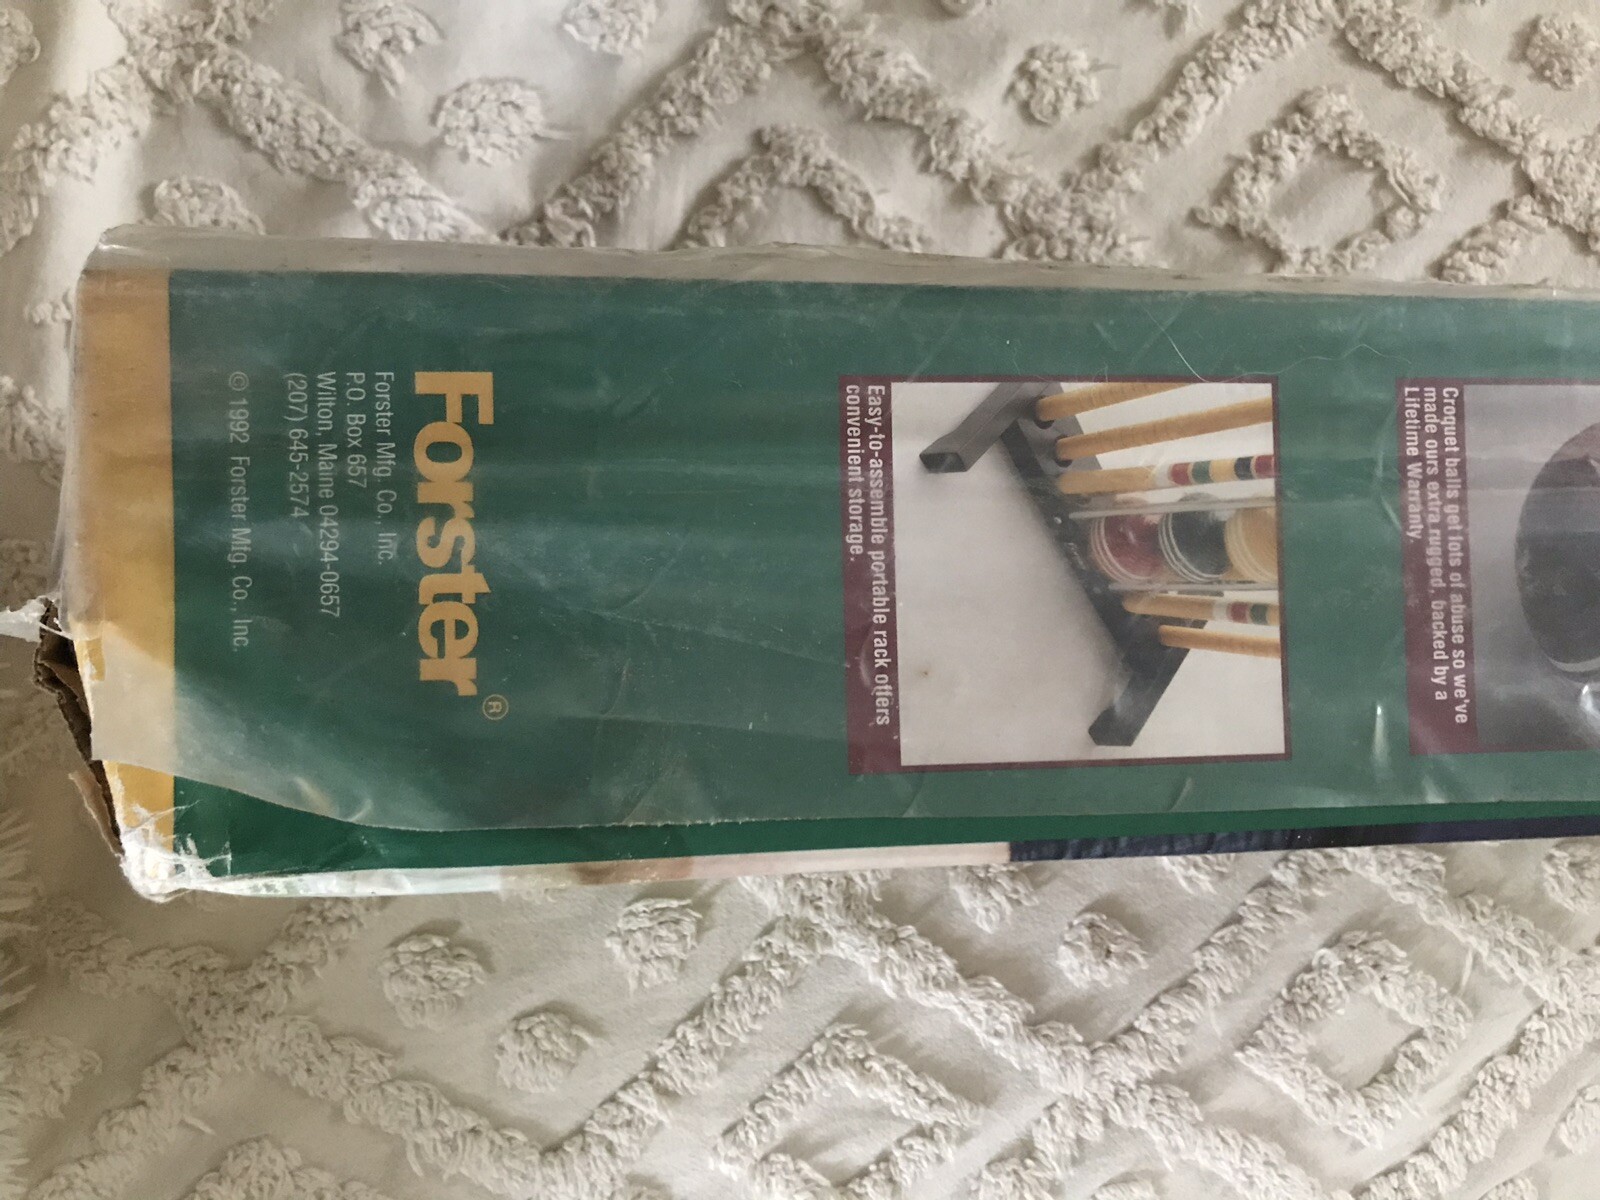 Croquet balls get lots of abuse so we've
made ours extra rugged, backed by a
Lifetime Warranty.
Easy-to-assemble portable rack offers
convenient storage.
Forster®
Forster Mfg. Co., Inc.
P.O. Box 657
Wilton, Maine 04294-0657
(207) 645-2574
© 1992 Forster Mfg. Co., Inc.